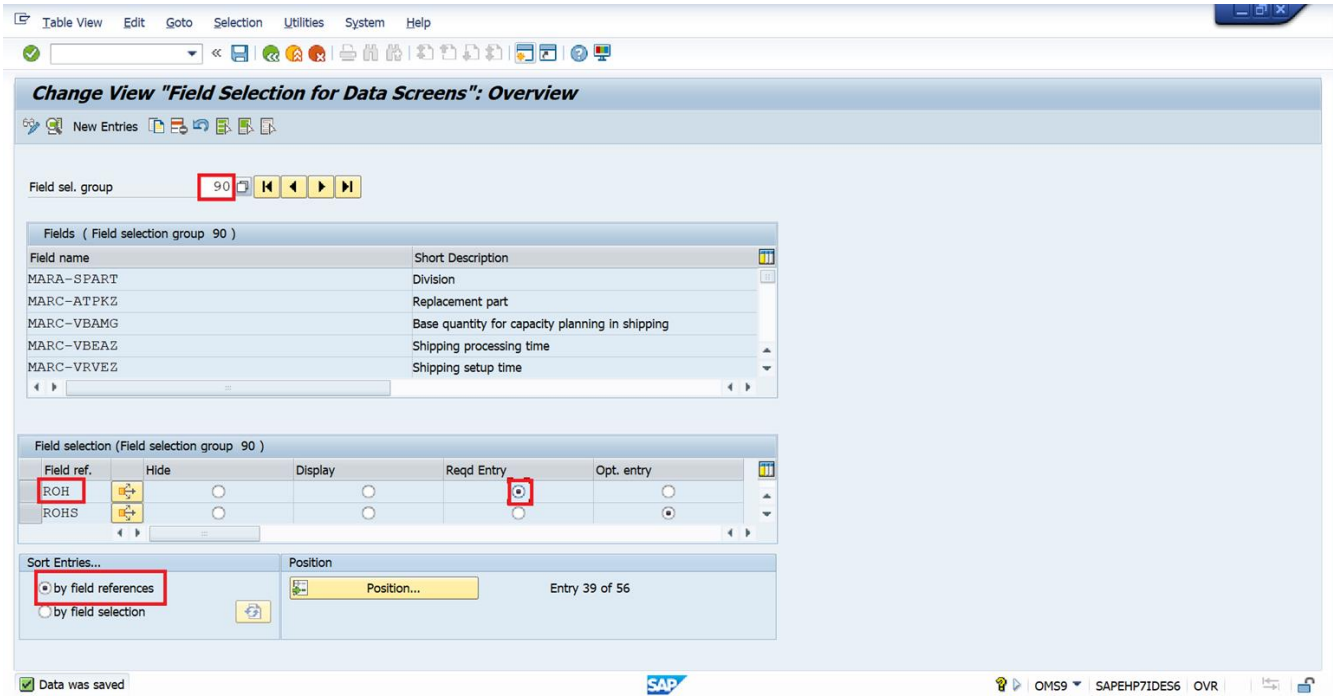 Table View Edit Goto Selection Utilities System Help
Change View "Field Selection for Data Screens": Overview
New Entries
Field sel. group 90
Fields ( Field selection group 90 )
Field name Short Description
MARA-SPART Division
MARC-ATPKZ Replacement part
MARC-VBAMG Base quantity for capacity planning in shipping
MARC-VBEAZ Shipping processing time
MARC-VRVEZ Shipping setup time
Field selection (Field selection group 90 )
Field ref. Hide Display Reqd Entry Opt. entry
ROH
ROHS
Sort Entries... Position
by field references Position... Entry 39 of 56
by field selection
Data was saved SAP OMS9 SAPEHP7IDES6 OVR